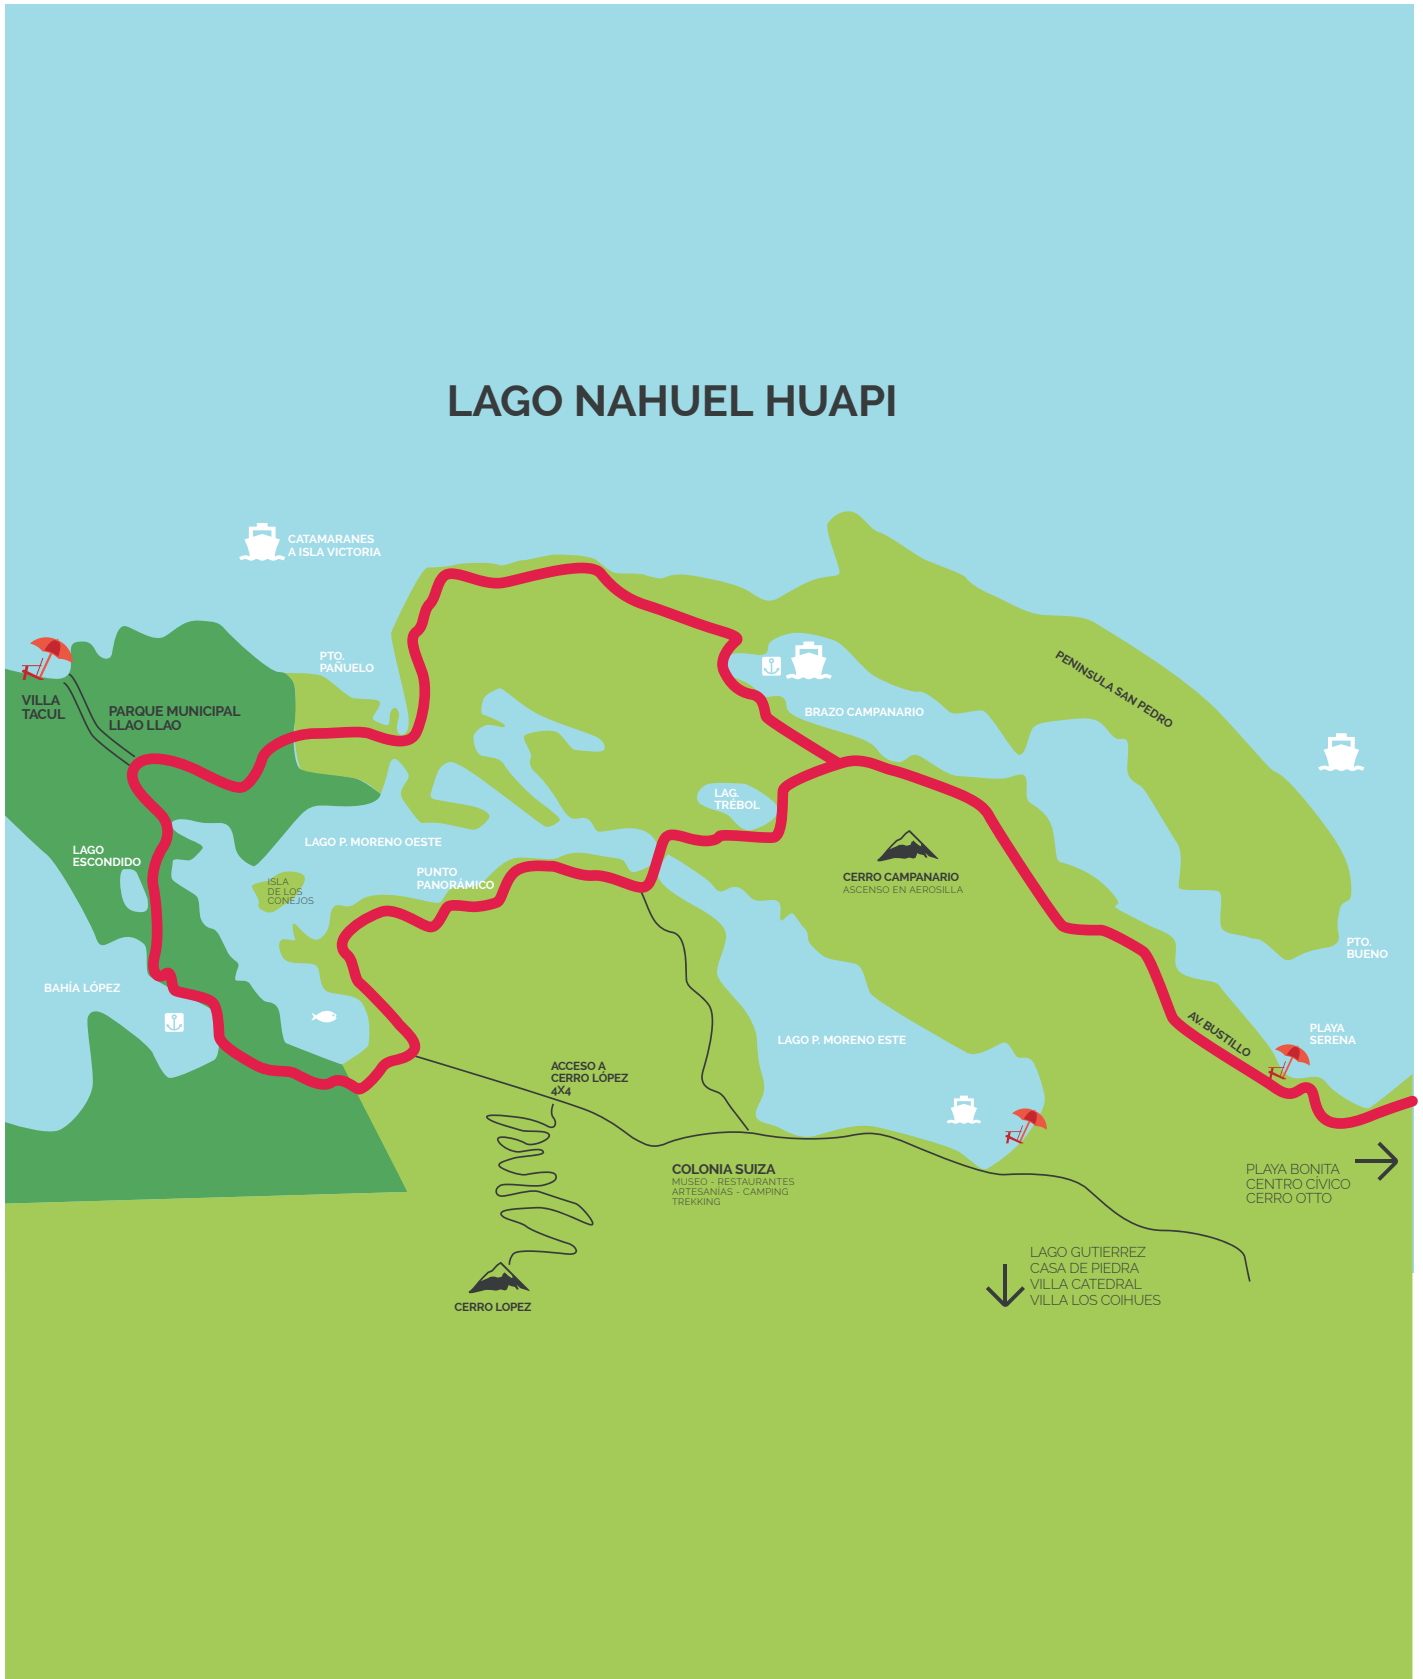 LAGO NAHUEL HUAPI
CATAMARANES
A ISLA VICTORIA
PTO.
PAÑUELO
VILLA
TACUL
PARQUE MUNICIPAL
LLAO LLAO
PENINSULA SAN PEDRO
BRAZO CAMPANARIO
LAG.
TRÉBOL
LAGO P. MORENO OESTE
LAGO
ESCONDIDO
PUNTO
PANORÁMICO
ISLA
DE LOS
CONEJOS
CERRO CAMPANARIO
ASCENSO EN AEROSILLA
PTO.
BUENO
BAHÍA LÓPEZ
AV. BUSTILLO
PLAYA
SERENA
LAGO P. MORENO ESTE
ACCESO A
CERRO LÓPEZ
4X4
COLONIA SUIZA
MUSEO - RESTAURANTES
ARTESANÍAS - CAMPING
TREKKING
PLAYA BONITA
CENTRO CÍVICO
CERRO OTTO
LAGO GUTIERREZ
CASA DE PIEDRA
VILLA CATEDRAL
VILLA LOS COIHUES
CERRO LOPEZ